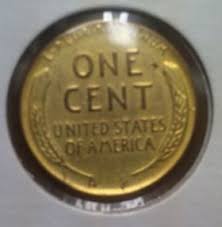 ONE
CENT
UNITED STATES
OF AMERICA